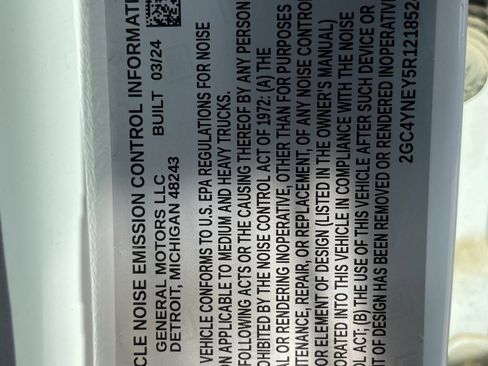 CLE NOISE EMISSION CONTROL INFORMATI
GENERAL MOTORS LLC
DETROIT, MICHIGAN 48243
BUILT 03/24
VEHICLE CONFORMS TO U.S. EPA REGULATIONS FOR NOISE
ON APPLICABLE TO MEDIUM AND HEAVY TRUCKS.
FOLLOWING ACTS OR THE CAUSING THEREOF BY ANY PERSON
OHIBITED BY THE NOISE CONTROL ACT OF 1972: (A) THE
AL OR RENDERING INOPERATIVE, OTHER THAN FOR PURPOSES
NTENANCE, REPAIR, OR REPLACEMENT, OF ANY NOISE CONTROL
OR ELEMENT OF DESIGN (LISTED IN THE OWNER'S MANUAL)
ORATED INTO THIS VEHICLE IN COMPLIANCE WITH THE NOISE
OL ACT; (B) THE USE OF THIS VEHICLE AFTER SUCH DEVICE OR
T OF DESIGN HAS BEEN REMOVED OR RENDERED INOPERATIVE
2GC4YNEY5R121852